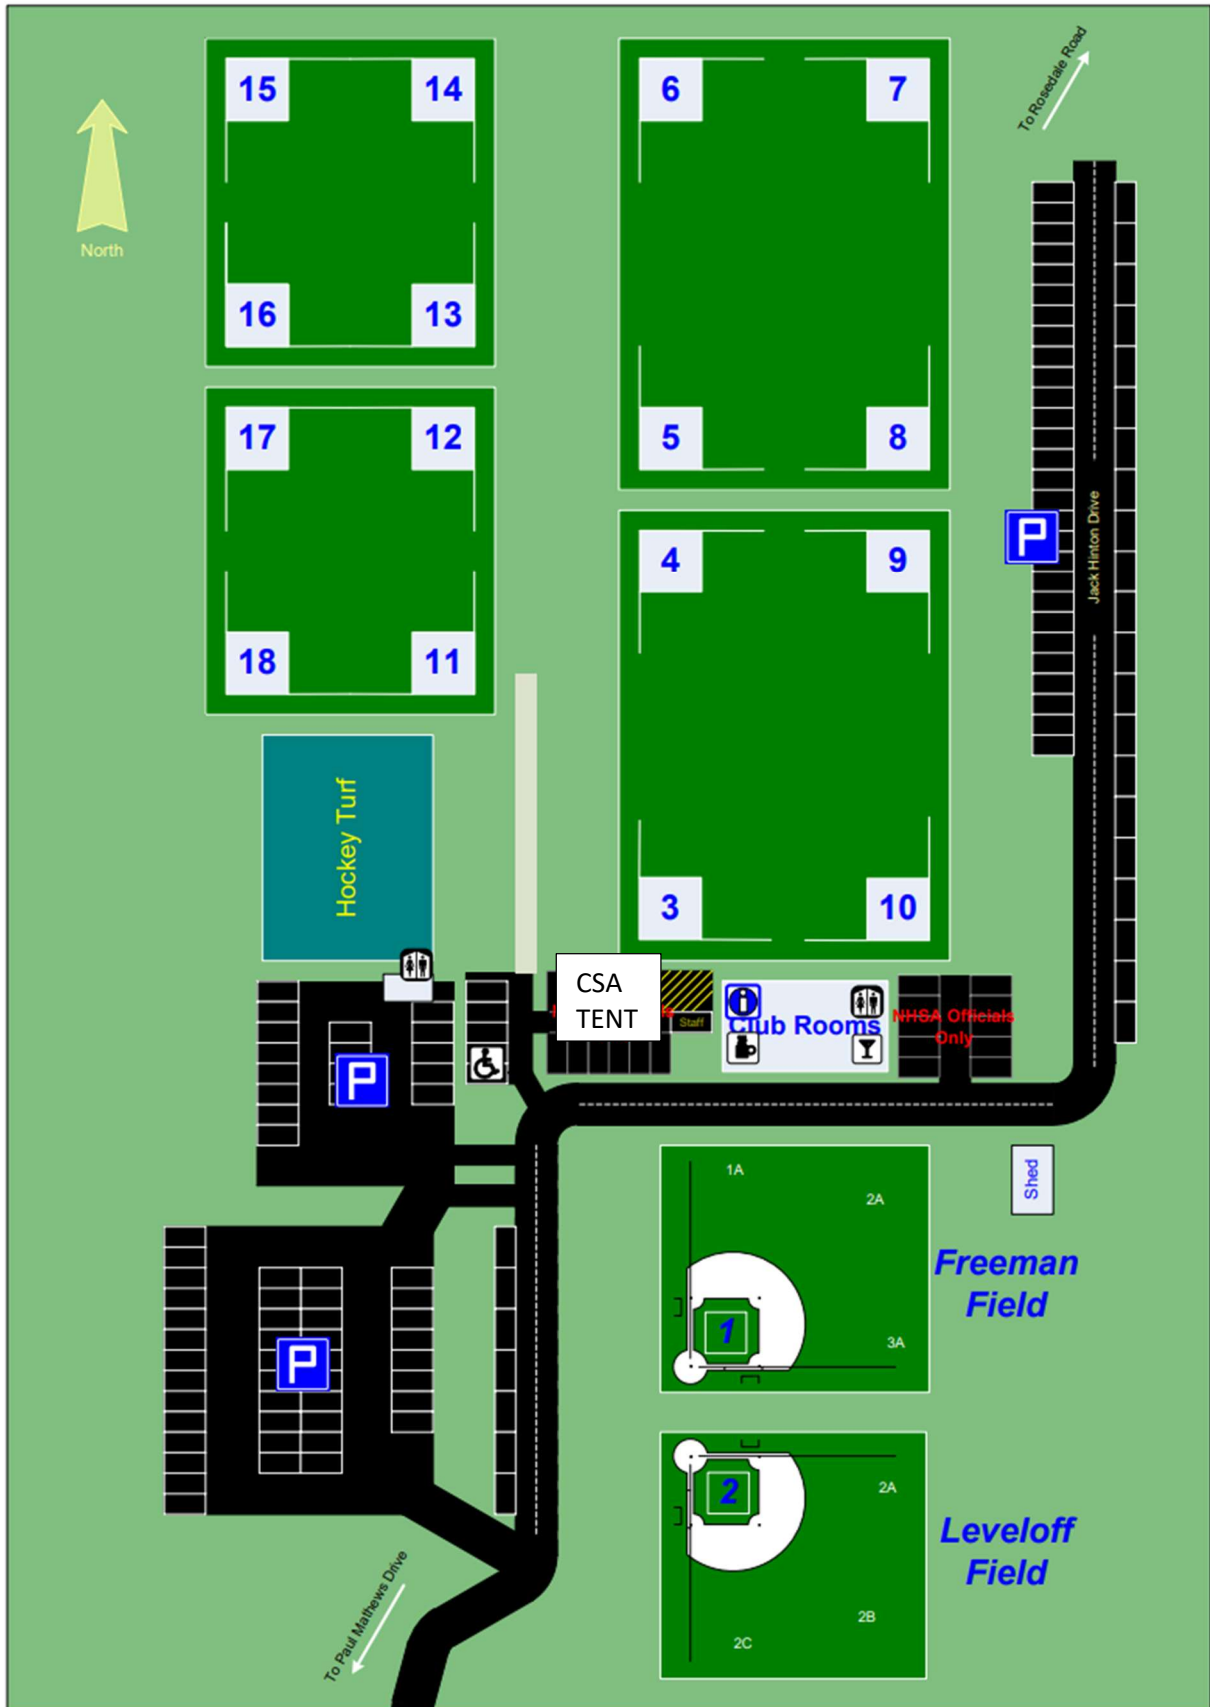 To Rosedale Road
15
14
6
7
North
16
13
17
12
5
8
P
Jack Hinton Drive
4
9
18
11
Hockey Turf
3
10
CSA
TENT
Staff
i
Club Rooms
NHSA Officials
Only
P
1A
2A
Shed
Freeman
Field
1
3A
P
2
2A
Leveloff
Field
2B
2C
To Paul Mathews Drive